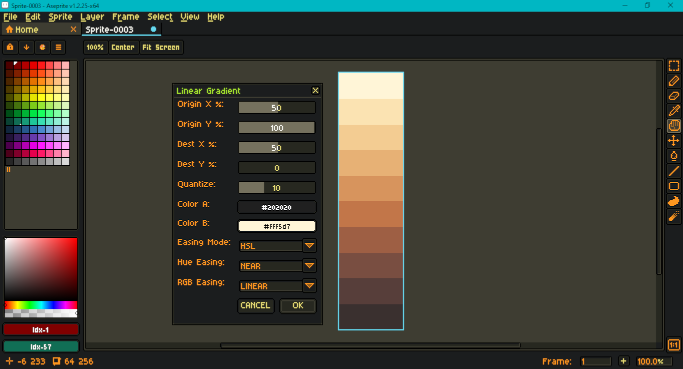 Sprite-0003 - Aseprite v1.2.25-x64
File Edit Sprite Layer Frame Select View Help
Home
Sprite-0003
100% Center Fit Screen
Linear Gradient
Origin X %: 50
Origin Y %: 100
Dest X %: 50
Dest Y %: 0
Quantize: 10
Color A: #202020
Color B: #FFF5d7
Easing Mode: HSL
Hue Easing: NEAR
RGB Easing: LINEAR
CANCEL OK
Idx-1
Idx-57
-6 233 64 256
Frame: 1 + 100.0%
1:1